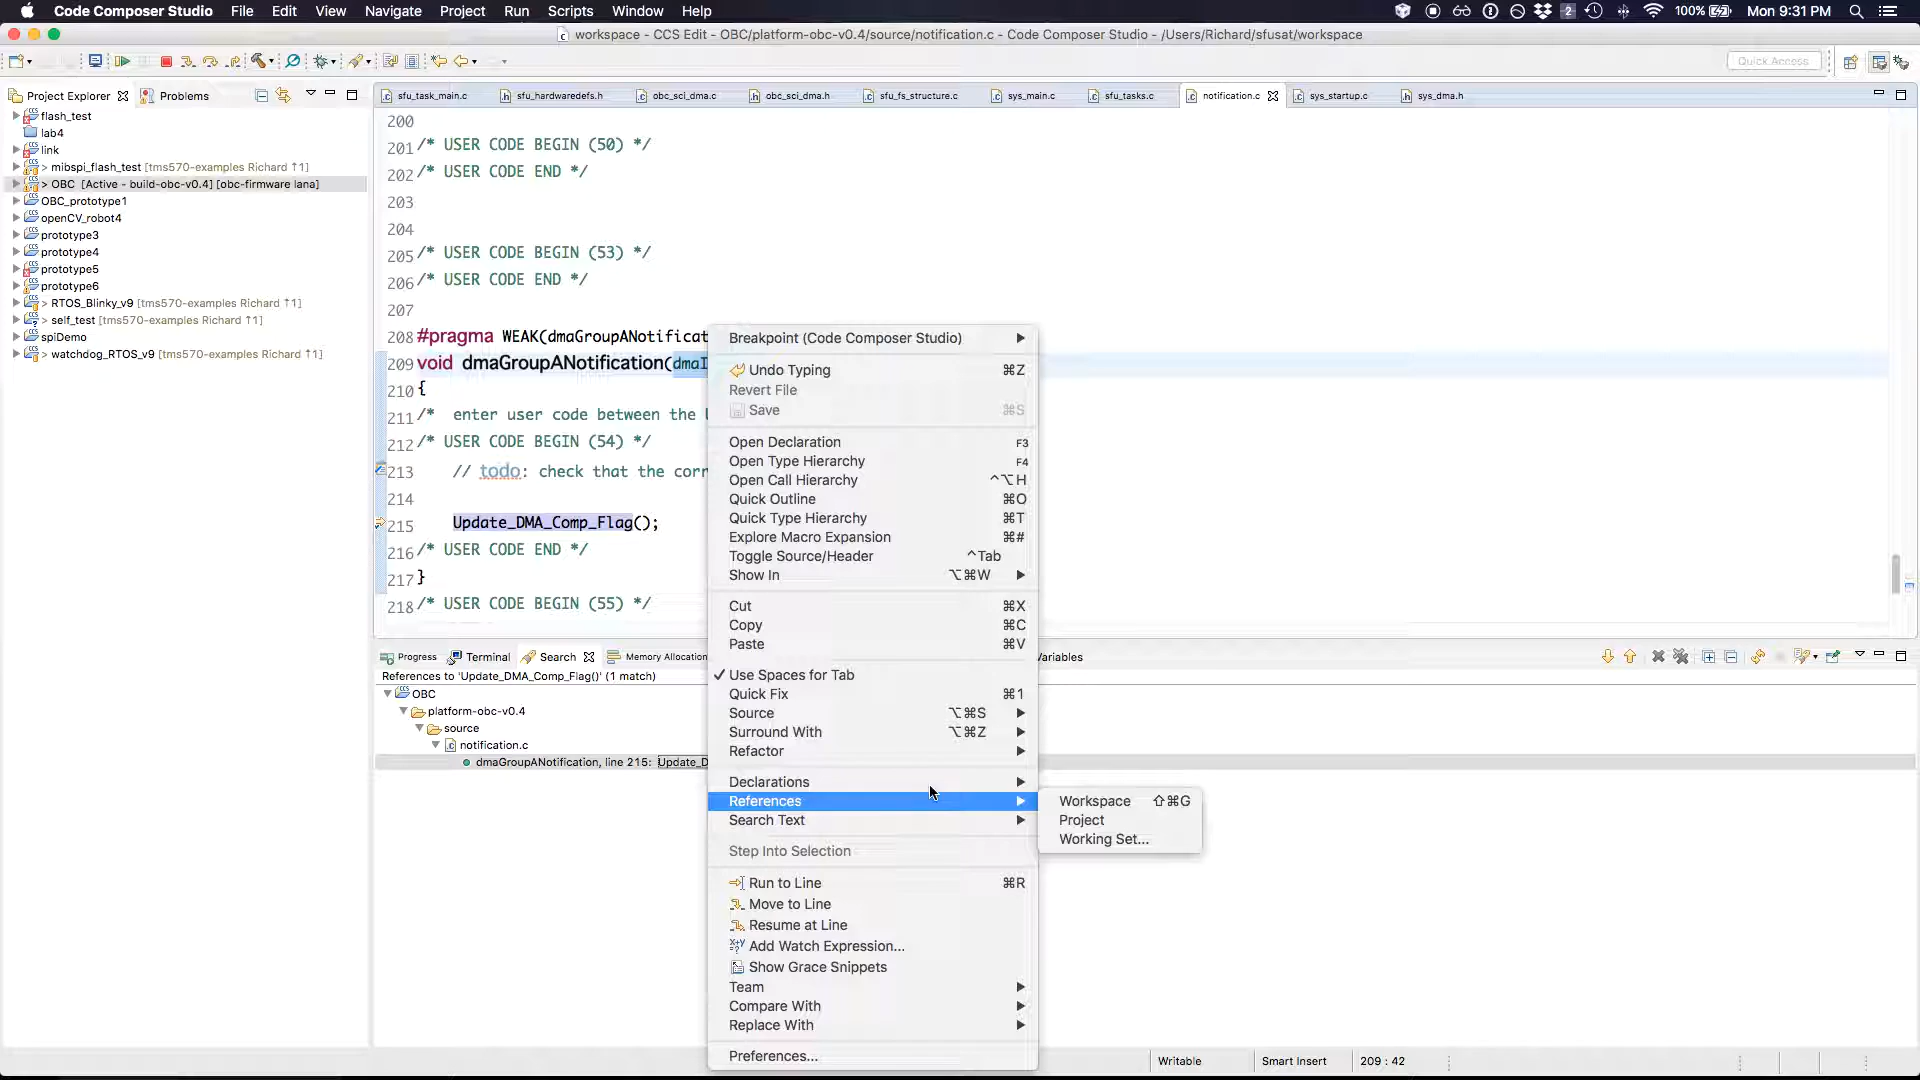 Code Composer Studio File Edit View Navigate Project Run Scripts Window Help
2 100% Mon 9:31 PM
workspace - CCS Edit - OBC/platform-obc-v0.4/source/notification.c - Code Composer Studio - /Users/Richard/sfusat/workspace
Quick Access
Project Explorer Problems
flash_test
lab4
link
> mibspi_flash_test [tms570-examples Richard ↑1]
> OBC [Active - build-obc-v0.4] [obc-firmware lana]
OBC_prototype1
openCV_robot4
prototype3
prototype4
prototype5
prototype6
> RTOS_Blinky_v9 [tms570-examples Richard ↑1]
> self_test [tms570-examples Richard ↑1]
spiDemo
> watchdog_RTOS_v9 [tms570-examples Richard ↑1]
sfu_task_main.c sfu_hardwaredefs.h obc_sci_dma.c obc_sci_dma.h sfu_fs_structure.c sys_main.c sfu_tasks.c notification.c sys_startup.c sys_dma.h
200
201 /* USER CODE BEGIN (50) */
202 /* USER CODE END */
203
204
205 /* USER CODE BEGIN (53) */
206 /* USER CODE END */
207
208 #pragma WEAK(dmaGroupANotificat
209 void dmaGroupANotification(dmaI
210 {
211 /* enter user code between the
212 /* USER CODE BEGIN (54) */
213 // todo: check that the corr
214
215 Update_DMA_Comp_Flag();
216 /* USER CODE END */
217 }
218 /* USER CODE BEGIN (55) */
Breakpoint (Code Composer Studio)
Undo Typing ⌘Z
Revert File
Save ⌘S
Open Declaration F3
Open Type Hierarchy F4
Open Call Hierarchy ^⌥H
Quick Outline ⌘O
Quick Type Hierarchy ⌘T
Explore Macro Expansion ⌘#
Toggle Source/Header ^Tab
Show In ⌥⌘W
Cut ⌘X
Copy ⌘C
Paste ⌘V
✓ Use Spaces for Tab
Quick Fix ⌘1
Source ⌥⌘S
Surround With ⌥⌘Z
Refactor
Declarations
References
Search Text
Step Into Selection
Run to Line ⌘R
Move to Line
Resume at Line
Add Watch Expression...
Show Grace Snippets
Team
Compare With
Replace With
Preferences...
Workspace ⇧⌘G
Project
Working Set...
Progress Terminal Search Memory Allocation Variables
References to 'Update_DMA_Comp_Flag()' (1 match)
OBC
platform-obc-v0.4
source
notification.c
dmaGroupANotification, line 215: Update_D
Writable Smart Insert 209 : 42